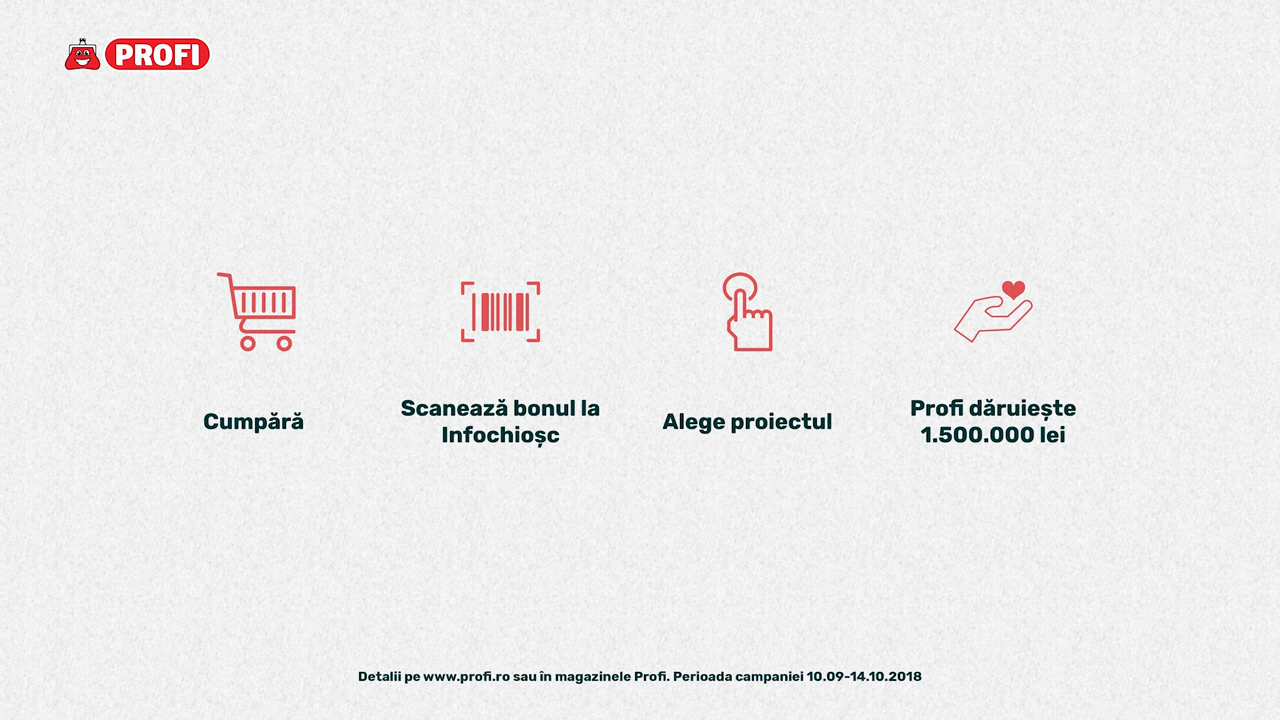 PROFI
Cumpără
Scanează bonul la
Infochioșc
Alege proiectul
Profi dăruiește
1.500.000 lei
Detalii pe www.profi.ro sau în magazinele Profi. Perioada campaniei 10.09-14.10.2018